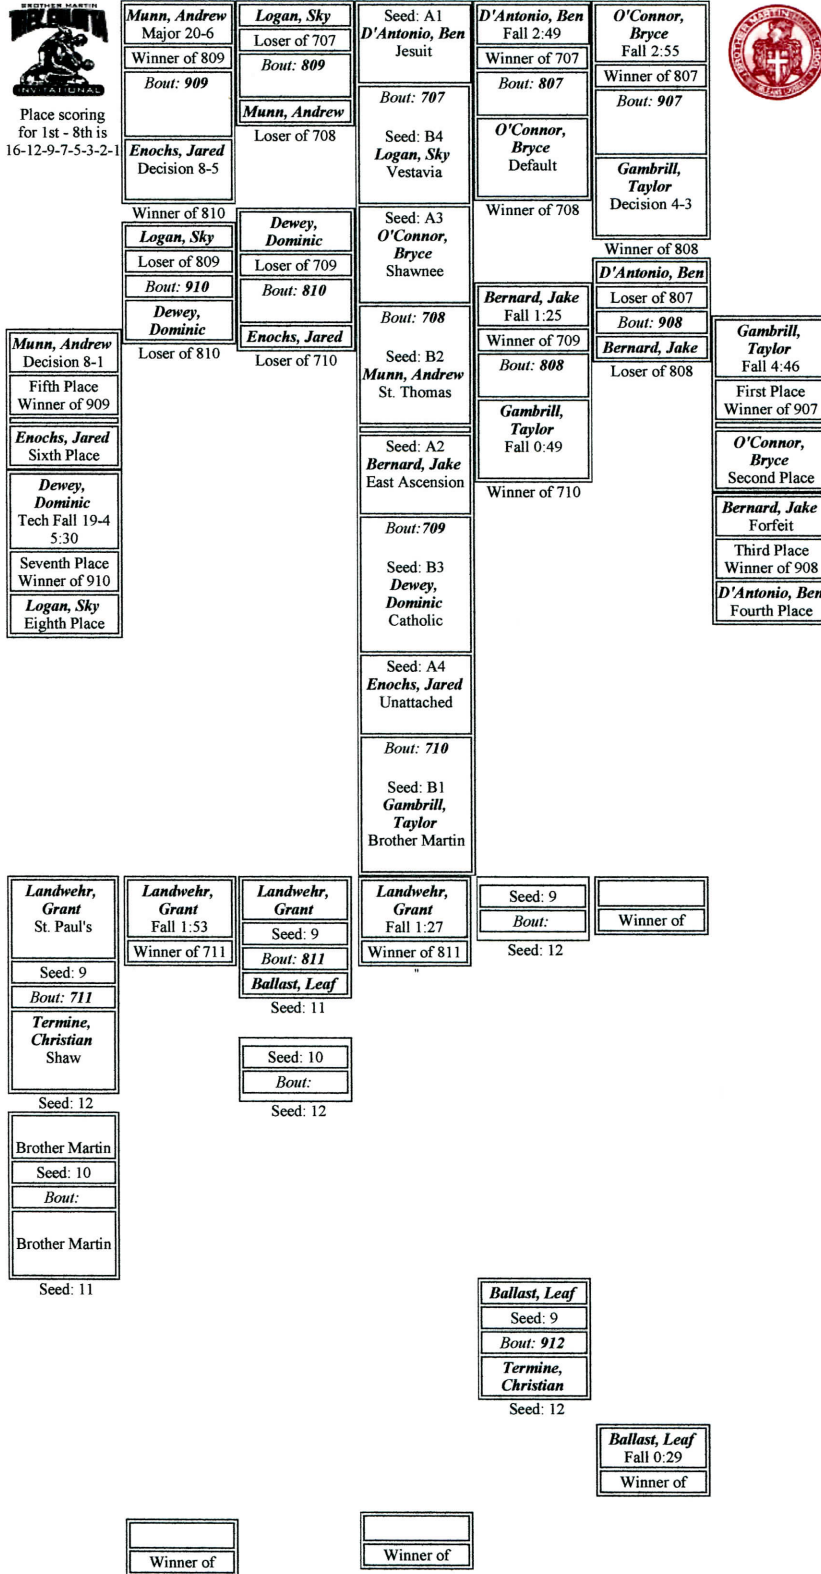 BROTHER MARTIN
INVITATIONAL
Place scoring
for 1st - 8th is
16-12-9-7-5-3-2-1
Munn, Andrew
Decision 8-1
Fifth Place
Winner of 909
Enochs, Jared
Sixth Place
Dewey,
Dominic
Tech Fall 19-4
5:30
Seventh Place
Winner of 910
Logan, Sky
Eighth Place
Munn, Andrew
Major 20-6
Winner of 809
Bout: 909
Enochs, Jared
Decision 8-5
Winner of 810
Logan, Sky
Loser of 809
Bout: 910
Dewey,
Dominic
Loser of 810
Logan, Sky
Loser of 707
Bout: 809
Munn, Andrew
Loser of 708
Dewey,
Dominic
Loser of 709
Bout: 810
Enochs, Jared
Loser of 710
Seed: A1
D'Antonio, Ben
Jesuit
Bout: 707
Seed: B4
Logan, Sky
Vestavia
Seed: A3
O'Connor,
Bryce
Shawnee
Bout: 708
Seed: B2
Munn, Andrew
St. Thomas
Seed: A2
Bernard, Jake
East Ascension
Bout: 709
Seed: B3
Dewey,
Dominic
Catholic
Seed: A4
Enochs, Jared
Unattached
Bout: 710
Seed: B1
Gambrill,
Taylor
Brother Martin
D'Antonio, Ben
Fall 2:49
Winner of 707
Bout: 807
O'Connor,
Bryce
Default
Winner of 708
Bernard, Jake
Fall 1:25
Winner of 709
Bout: 808
Gambrill,
Taylor
Fall 0:49
Winner of 710
O'Connor,
Bryce
Fall 2:55
Winner of 807
Bout: 907
Gambrill,
Taylor
Decision 4-3
Winner of 808
D'Antonio, Ben
Loser of 807
Bout: 908
Bernard, Jake
Loser of 808
Gambrill,
Taylor
Fall 4:46
First Place
Winner of 907
O'Connor,
Bryce
Second Place
Bernard, Jake
Forfeit
Third Place
Winner of 908
D'Antonio, Ben
Fourth Place
Landwehr,
Grant
St. Paul's
Seed: 9
Bout: 711
Termine,
Christian
Shaw
Seed: 12
Brother Martin
Seed: 10
Bout:
Brother Martin
Seed: 11
Landwehr,
Grant
Fall 1:53
Winner of 711
Landwehr,
Grant
Seed: 9
Bout: 811
Ballast, Leaf
Seed: 11
Seed: 10
Bout:
Seed: 12
Landwehr,
Grant
Fall 1:27
Winner of 811
"
Seed: 9
Bout:
Seed: 12
Winner of
Ballast, Leaf
Seed: 9
Bout: 912
Termine,
Christian
Seed: 12
Ballast, Leaf
Fall 0:29
Winner of
Winner of
Winner of